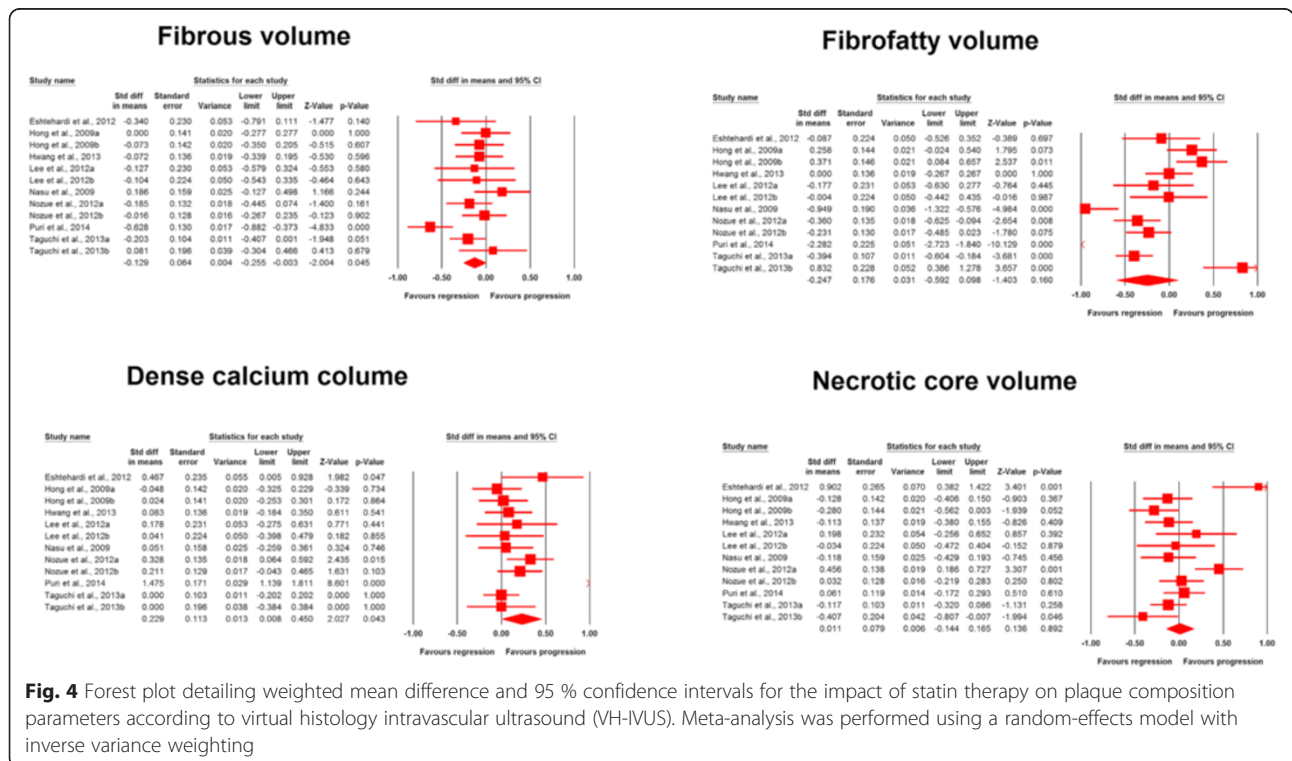 Fibrous volume
Study name Statistics for each study Std diff in means and 95% CI
Std diff in means Standard error Variance Lower limit Upper limit Z-Value p-Value
Eshtehardi et al., 2012 -0.340 0.230 0.053 -0.791 0.111 -1.477 0.140
Hong et al., 2009a 0.000 0.141 0.020 -0.277 0.277 0.000 1.000
Hong et al., 2009b -0.073 0.142 0.020 -0.350 0.205 -0.515 0.607
Hwang et al., 2013 -0.072 0.136 0.019 -0.339 0.195 -0.530 0.596
Lee et al., 2012a -0.127 0.230 0.053 -0.579 0.324 -0.553 0.580
Lee et al., 2012b -0.104 0.224 0.050 -0.543 0.335 -0.464 0.643
Nasu et al., 2009 0.186 0.159 0.025 -0.127 0.498 1.166 0.244
Nozue et al., 2012a -0.185 0.132 0.018 -0.445 0.074 -1.400 0.161
Nozue et al., 2012b -0.016 0.128 0.016 -0.267 0.235 -0.123 0.902
Puri et al., 2014 -0.628 0.130 0.017 -0.882 -0.373 -4.833 0.000
Taguchi et al., 2013a -0.203 0.104 0.011 -0.407 0.001 -1.948 0.051
Taguchi et al., 2013b 0.081 0.196 0.039 -0.304 0.466 0.413 0.679
-0.129 0.064 0.004 -0.255 -0.003 -2.004 0.045
-1.00 -0.50 0.00 0.50 1.00
Favours regression Favours progression
Fibrofatty volume
Study name Statistics for each study Std diff in means and 95% CI
Std diff in means Standard error Variance Lower limit Upper limit Z-Value p-Value
Eshtehardi et al., 2012 -0.087 0.224 0.050 -0.526 0.352 -0.389 0.697
Hong et al., 2009a 0.258 0.144 0.021 -0.024 0.540 1.795 0.073
Hong et al., 2009b 0.371 0.146 0.021 0.084 0.657 2.537 0.011
Hwang et al., 2013 0.000 0.136 0.019 -0.267 0.267 0.000 1.000
Lee et al., 2012a -0.177 0.231 0.053 -0.630 0.277 -0.764 0.445
Lee et al., 2012b -0.004 0.224 0.050 -0.442 0.435 -0.016 0.987
Nasu et al., 2009 -0.949 0.190 0.036 -1.322 -0.576 -4.984 0.000
Nozue et al., 2012a -0.360 0.135 0.018 -0.625 -0.094 -2.654 0.008
Nozue et al., 2012b -0.231 0.130 0.017 -0.485 0.023 -1.780 0.075
Puri et al., 2014 -2.282 0.225 0.051 -2.723 -1.840 -10.129 0.000
Taguchi et al., 2013a -0.394 0.107 0.011 -0.604 -0.184 -3.681 0.000
Taguchi et al., 2013b 0.832 0.228 0.052 0.386 1.278 3.657 0.000
-0.247 0.176 0.031 -0.592 0.098 -1.403 0.160
-1.00 -0.50 0.00 0.50 1.00
Favours regression Favours progression
Dense calcium colume
Study name Statistics for each study Std diff in means and 95% CI
Std diff in means Standard error Variance Lower limit Upper limit Z-Value p-Value
Eshtehardi et al., 2012 0.467 0.235 0.055 0.005 0.928 1.982 0.047
Hong et al., 2009a -0.048 0.142 0.020 -0.325 0.229 -0.339 0.734
Hong et al., 2009b 0.024 0.141 0.020 -0.253 0.301 0.172 0.864
Hwang et al., 2013 0.083 0.136 0.019 -0.184 0.350 0.611 0.541
Lee et al., 2012a 0.178 0.231 0.053 -0.275 0.631 0.771 0.441
Lee et al., 2012b 0.041 0.224 0.050 -0.398 0.479 0.182 0.855
Nasu et al., 2009 0.051 0.158 0.025 -0.259 0.361 0.324 0.746
Nozue et al., 2012a 0.328 0.135 0.018 0.064 0.592 2.435 0.015
Nozue et al., 2012b 0.211 0.129 0.017 -0.043 0.465 1.631 0.103
Puri et al., 2014 1.475 0.171 0.029 1.139 1.811 8.601 0.000
Taguchi et al., 2013a 0.000 0.103 0.011 -0.202 0.202 0.000 1.000
Taguchi et al., 2013b 0.000 0.196 0.038 -0.384 0.384 0.000 1.000
0.229 0.113 0.013 0.008 0.450 2.027 0.043
-1.00 -0.50 0.00 0.50 1.00
Favours regression Favours progression
Necrotic core volume
Study name Statistics for each study Std diff in means and 95% CI
Std diff in means Standard error Variance Lower limit Upper limit Z-Value p-Value
Eshtehardi et al., 2012 0.902 0.265 0.070 0.382 1.422 3.401 0.001
Hong et al., 2009a -0.128 0.142 0.020 -0.406 0.150 -0.903 0.367
Hong et al., 2009b -0.280 0.144 0.021 -0.562 0.003 -1.939 0.052
Hwang et al., 2013 -0.113 0.137 0.019 -0.380 0.155 -0.826 0.409
Lee et al., 2012a 0.198 0.232 0.054 -0.256 0.652 0.857 0.392
Lee et al., 2012b -0.034 0.224 0.050 -0.472 0.404 -0.152 0.879
Nasu et al., 2009 -0.118 0.159 0.025 -0.429 0.193 -0.745 0.456
Nozue et al., 2012a 0.456 0.138 0.019 0.186 0.727 3.307 0.001
Nozue et al., 2012b 0.032 0.128 0.016 -0.219 0.283 0.250 0.802
Puri et al., 2014 0.061 0.119 0.014 -0.172 0.293 0.510 0.610
Taguchi et al., 2013a -0.117 0.103 0.011 -0.320 0.086 -1.131 0.258
Taguchi et al., 2013b -0.407 0.204 0.042 -0.807 -0.007 -1.994 0.046
0.011 0.079 0.006 -0.144 0.165 0.136 0.892
-1.00 -0.50 0.00 0.50 1.00
Favours regression Favours progression
Fig. 4 Forest plot detailing weighted mean difference and 95 % confidence intervals for the impact of statin therapy on plaque composition
parameters according to virtual histology intravascular ultrasound (VH-IVUS). Meta-analysis was performed using a random-effects model with
inverse variance weighting